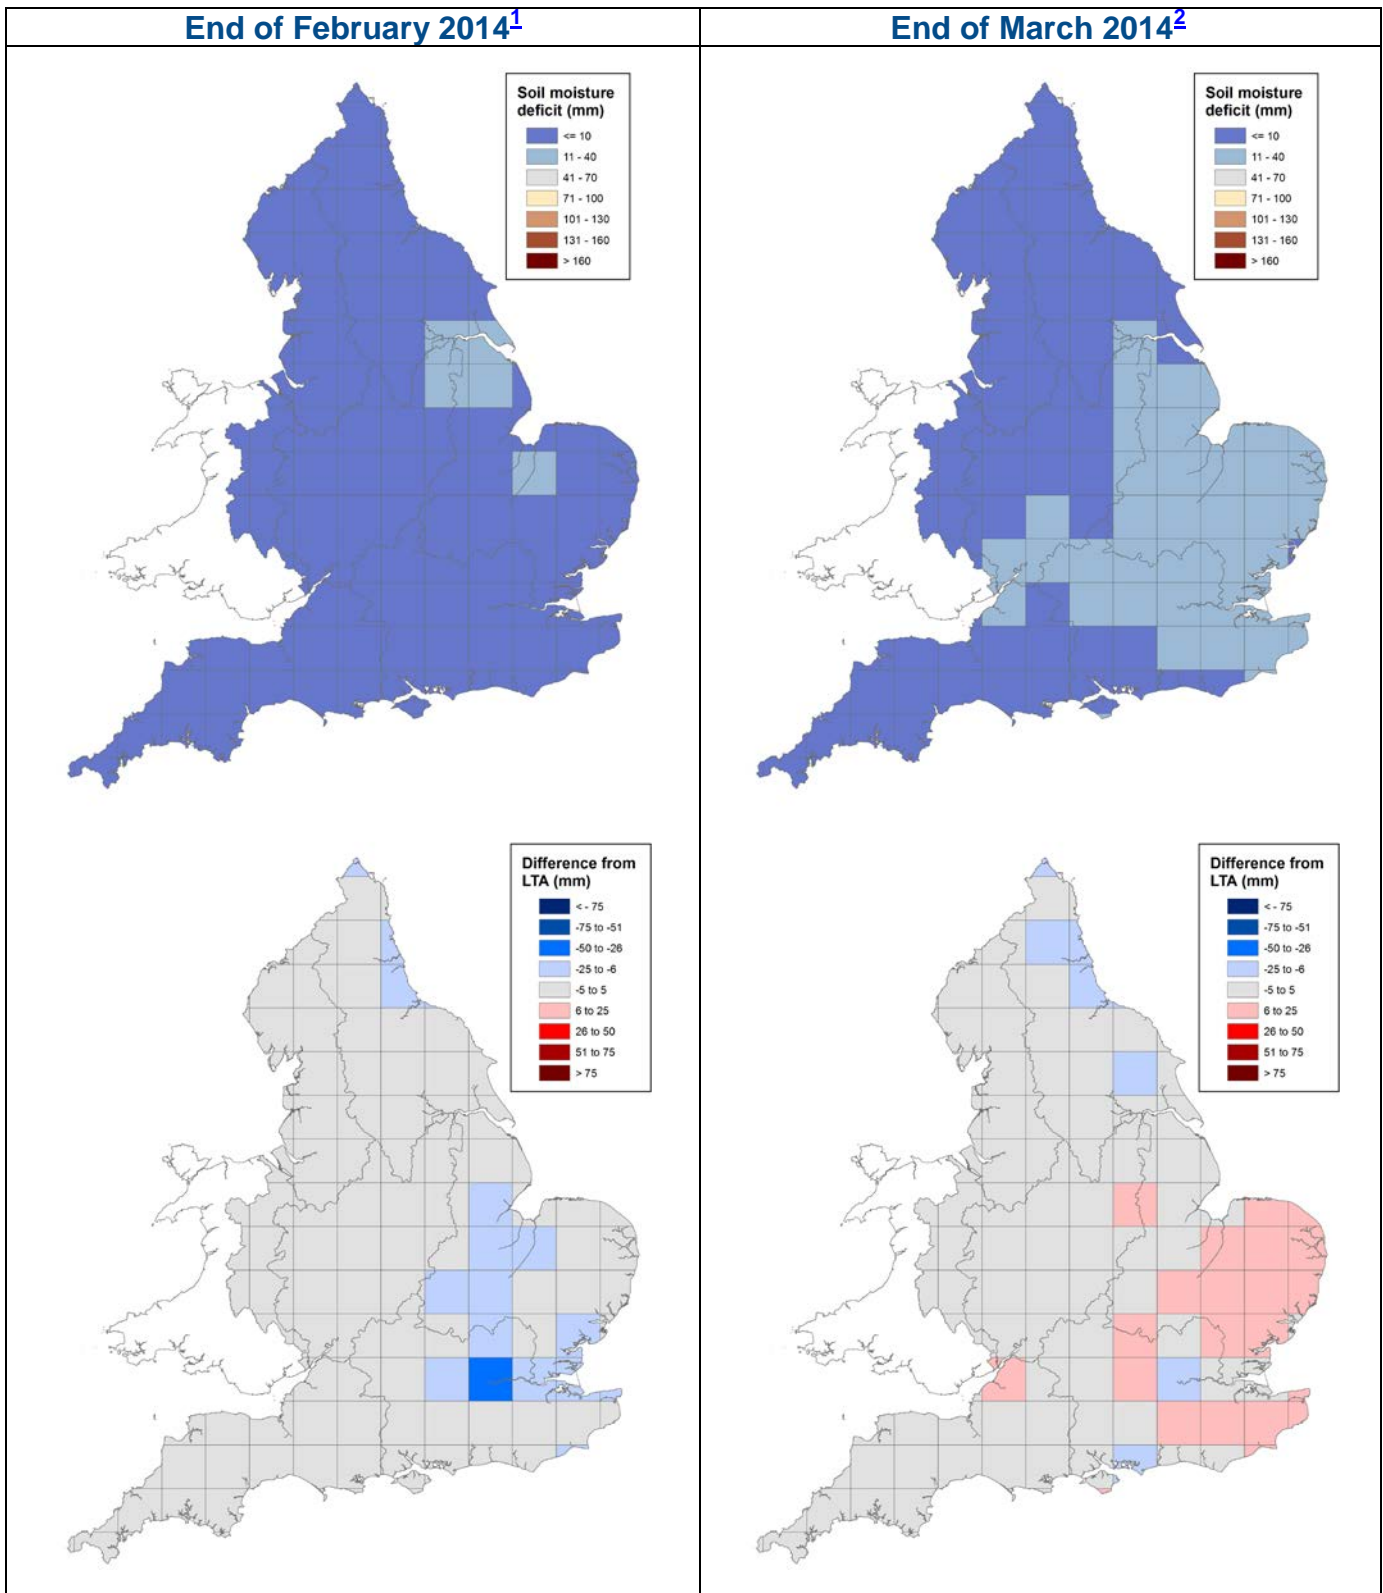 End of February 20141
End of March 20142
Soil moisture
deficit (mm)
<= 10
11 - 40
41 - 70
71 - 100
101 - 130
131 - 160
> 160
Soil moisture
deficit (mm)
<= 10
11 - 40
41 - 70
71 - 100
101 - 130
131 - 160
> 160
Difference from
LTA (mm)
< - 75
-75 to -51
-50 to -26
-25 to -6
-5 to 5
6 to 25
26 to 50
51 to 75
> 75
Difference from
LTA (mm)
< - 75
-75 to -51
-50 to -26
-25 to -6
-5 to 5
6 to 25
26 to 50
51 to 75
> 75